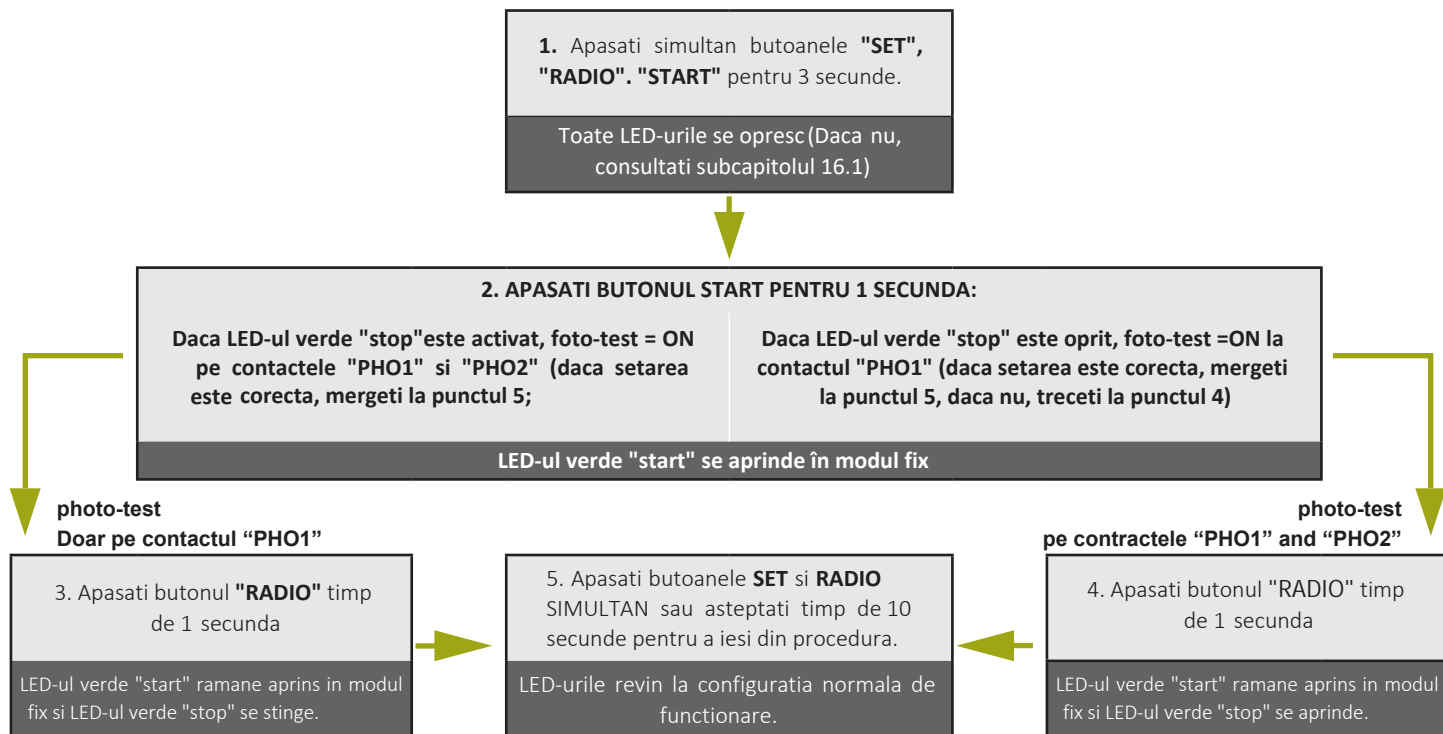 1. Apasati simultan butoanele "SET",
"RADIO". "START" pentru 3 secunde.
Toate LED-urile se opresc (Daca nu,
consultati subcapitolul 16.1)
2. APASATI BUTONUL START PENTRU 1 SECUNDA:
Daca LED-ul verde "stop"este activat, foto-test = ON
pe contactele "PHO1" si "PHO2" (daca setarea
este corecta, mergeti la punctul 5;
Daca LED-ul verde "stop" este oprit, foto-test =ON la
contactul "PHO1" (daca setarea este corecta, mergeti
la punctul 5, daca nu, treceti la punctul 4)
LED-ul verde "start" se aprinde în modul fix
photo-test
Doar pe contactul “PHO1”
3. Apasati butonul "RADIO" timp
de 1 secunda
LED-ul verde "start" ramane aprins in modul
fix si LED-ul verde "stop" se stinge.
5. Apasati butoanele SET si RADIO
SIMULTAN sau asteptati timp de 10
secunde pentru a iesi din procedura.
LED-urile revin la configuratia normala de
functionare.
photo-test
pe contractele “PHO1” and “PHO2”
4. Apasati butonul "RADIO" timp
de 1 secunda
LED-ul verde "start" ramane aprins in modul
fix si LED-ul verde "stop" se aprinde.